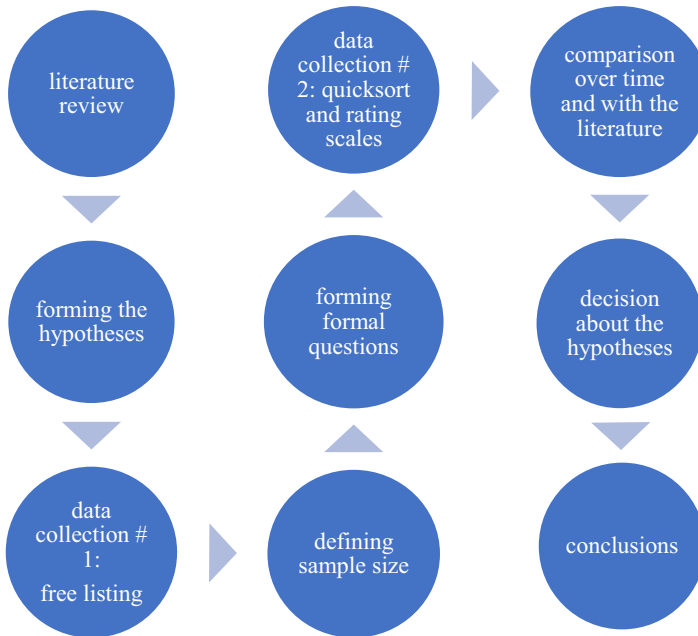 literature
review
forming the
hypotheses
data
collection #
1:
free listing
defining
sample size
forming
formal
questions
data
collection #
2: quicksort
and rating
scales
comparison
over time
and with the
literature
decision
about the
hypotheses
conclusions